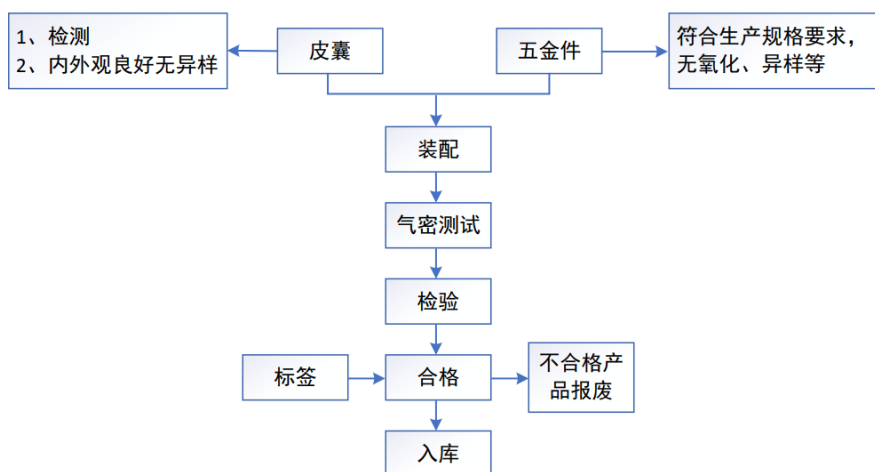 1、检测
2、内外观良好无异样
皮囊
五金件
符合生产规格要求，
无氧化、异样等
装配
气密测试
检验
标签
合格
不合格产
品报废
入库